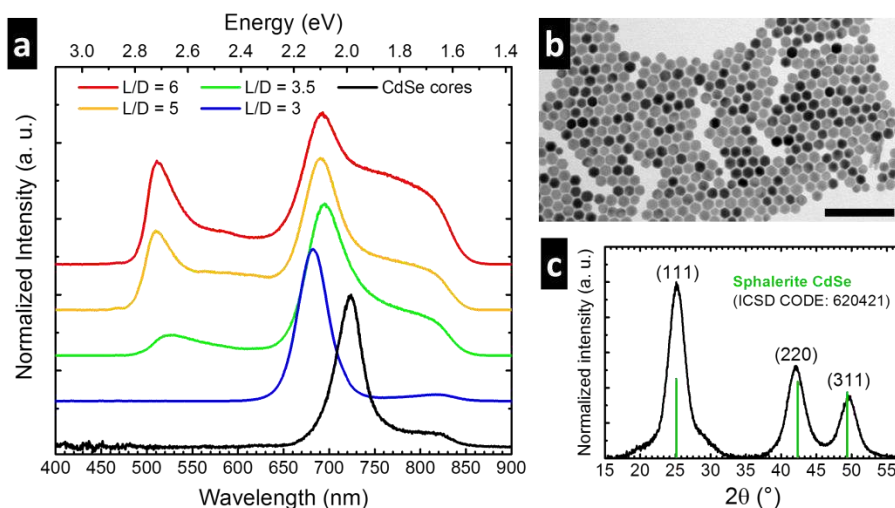 a
Energy (eV)
3.0 2.8 2.6 2.4 2.2 2.0 1.8 1.6 1.4
L/D = 6 L/D = 3.5 CdSe cores
L/D = 5 L/D = 3
Normalized Intensity (a. u.)
400 450 500 550 600 650 700 750 800 850 900
Wavelength (nm)
b
c
Normalized intensity (a. u.)
(111)
Sphalerite CdSe
(ICSD CODE: 620421)
(220)
(311)
15 20 25 30 35 40 45 50 55
2θ (°)